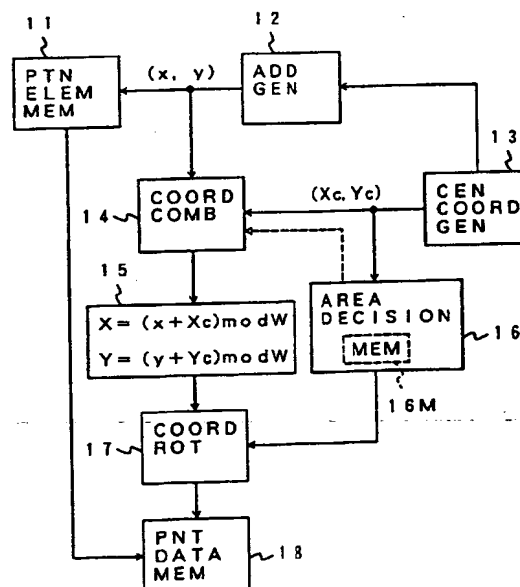 11
12
PTN
ELEM
MEM
(x, y)
ADD
GEN
13
COORD
COMB
14
(Xc, Yc)
CEN
COORD
GEN
15
X = (x + Xc) modW
Y = (y + Yc) modW
AREA
DECISION
MEM
16
16M
COORD
ROT
17
PNT
DATA
MEM
18